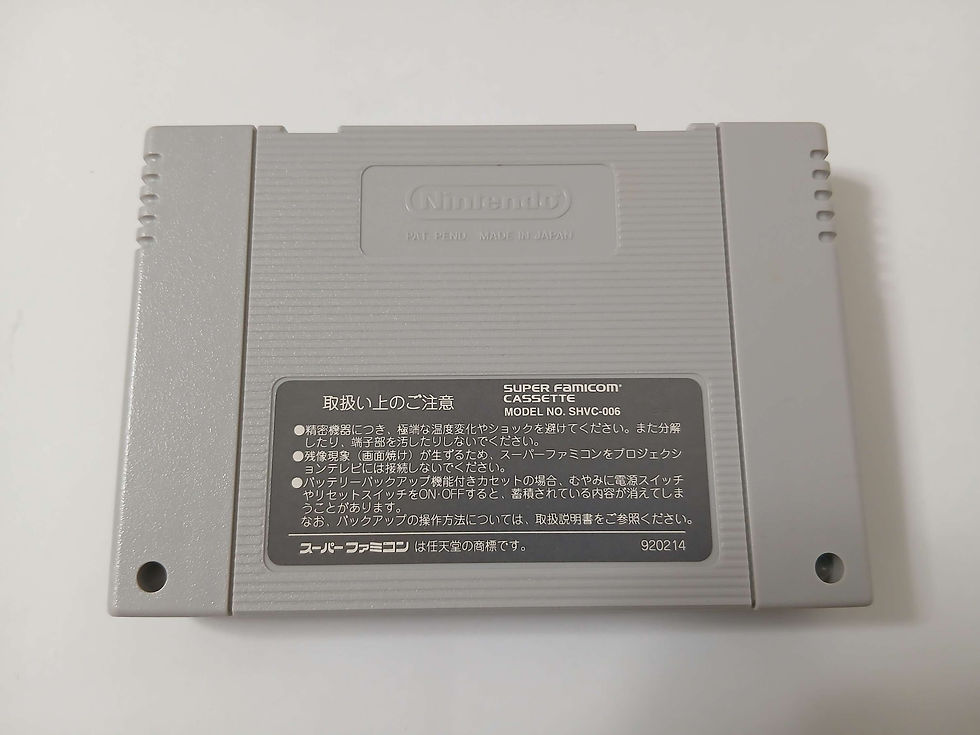 Nintendo
PAT. PEND. MADE IN JAPAN
取扱い上のご注意
SUPER FAMICOM®
CASSETTE
MODEL NO. SHVC-006
●精密機器につき、極端な温度変化やショックを避けてください。また分解
したり、端子部を汚したりしないでください。
●残像現象（画面焼け）が生ずるため、スーパーファミコンをプロジェクシ
ョンテレビには接続しないでください。
●バッテリーバックアップ機能付きカセットの場合、むやみに電源スイッチ
やリセットスイッチをON・OFFすると、蓄積されている内容が消えてしま
うことがあります。
なお、バックアップの操作方法については、取扱説明書をご参照ください。
スーパーファミコン は任天堂の商標です。
920214